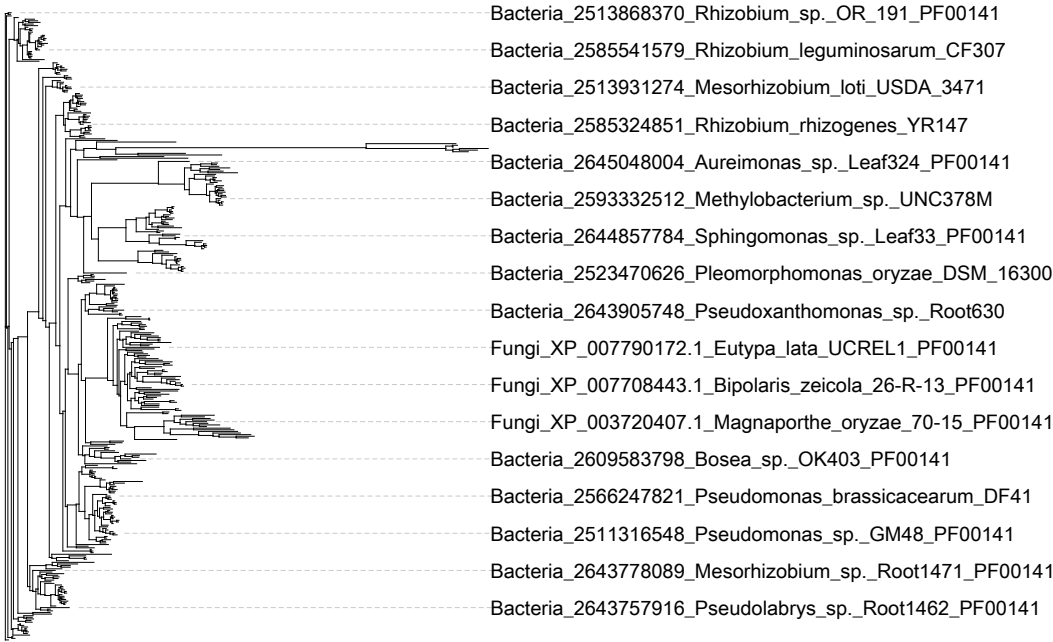 Bacteria_2513868370_Rhizobium_sp._OR_191_PF00141
Bacteria_2585541579_Rhizobium_leguminosarum_CF307
Bacteria_2513931274_Mesorhizobium_loti_USDA_3471
Bacteria_2585324851_Rhizobium_rhizogenes_YR147
Bacteria_2645048004_Aureimonas_sp._Leaf324_PF00141
Bacteria_2593332512_Methylobacterium_sp._UNC378M
Bacteria_2644857784_Sphingomonas_sp._Leaf33_PF00141
Bacteria_2523470626_Pleomorphomonas_oryzae_DSM_16300
Bacteria_2643905748_Pseudoxanthomonas_sp._Root630
Fungi_XP_007790172.1_Eutypa_lata_UCREL1_PF00141
Fungi_XP_007708443.1_Bipolaris_zeicola_26-R-13_PF00141
Fungi_XP_003720407.1_Magnaporthe_oryzae_70-15_PF00141
Bacteria_2609583798_Bosea_sp._OK403_PF00141
Bacteria_2566247821_Pseudomonas_brassicacearum_DF41
Bacteria_2511316548_Pseudomonas_sp._GM48_PF00141
Bacteria_2643778089_Mesorhizobium_sp._Root1471_PF00141
Bacteria_2643757916_Pseudolabrys_sp._Root1462_PF00141